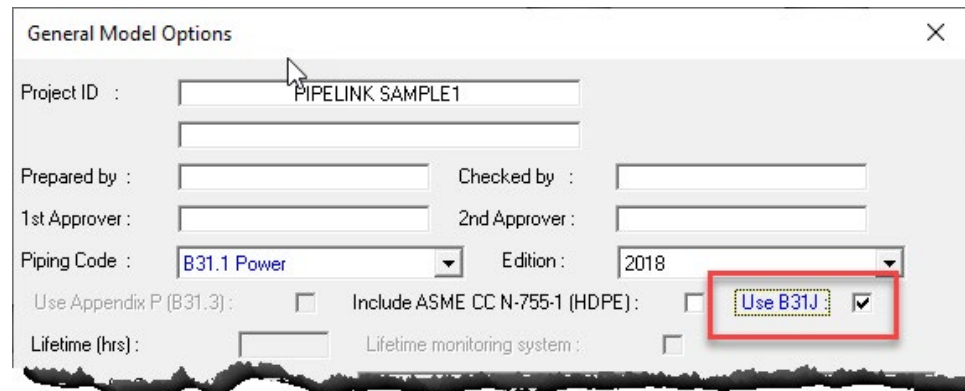 General Model Options
Project ID : PIPELINK SAMPLE1
Prepared by : Checked by :
1st Approver : 2nd Approver :
Piping Code : B31.1 Power Edition : 2018
Use Appendix P (B31.3) : Include ASME CC N-755-1 (HDPE) : Use B31J :
Lifetime (hrs) : Lifetime monitoring system :